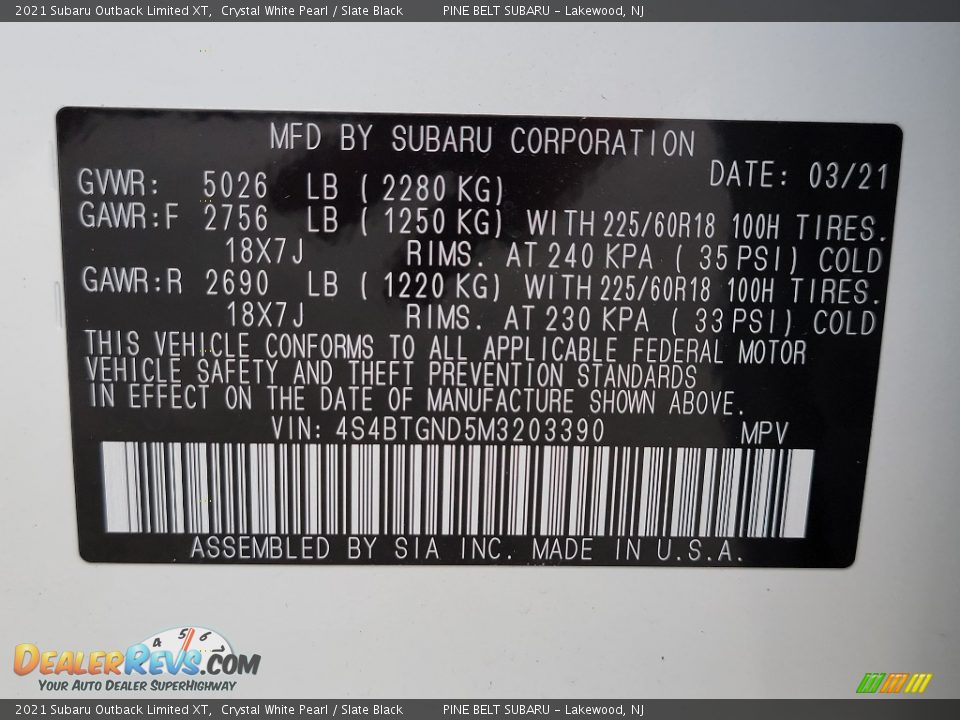 2021 Subaru Outback Limited XT, Crystal White Pearl / Slate Black PINE BELT SUBARU - Lakewood, NJ
MFD BY SUBARU CORPORATION
DATE: 03/21
GVWR: 5026 LB ( 2280 KG)
GAWR:F 2756 LB ( 1250 KG) WITH 225/60R18 100H TIRES.
18X7J RIMS. AT 240 KPA ( 35 PSI) COLD
GAWR:R 2690 LB ( 1220 KG) WITH 225/60R18 100H TIRES.
18X7J RIMS. AT 230 KPA ( 33 PSI) COLD
THIS VEHICLE CONFORMS TO ALL APPLICABLE FEDERAL MOTOR
VEHICLE SAFETY AND THEFT PREVENTION STANDARDS
IN EFFECT ON THE DATE OF MANUFACTURE SHOWN ABOVE.
VIN: 4S4BTGND5M3203390 MPV
ASSEMBLED BY SIA INC. MADE IN U.S.A.
4 5 6 7
DEALERREVS.COM
YOUR AUTO DEALER SUPERHIGHWAY
2021 Subaru Outback Limited XT, Crystal White Pearl / Slate Black PINE BELT SUBARU - Lakewood, NJ